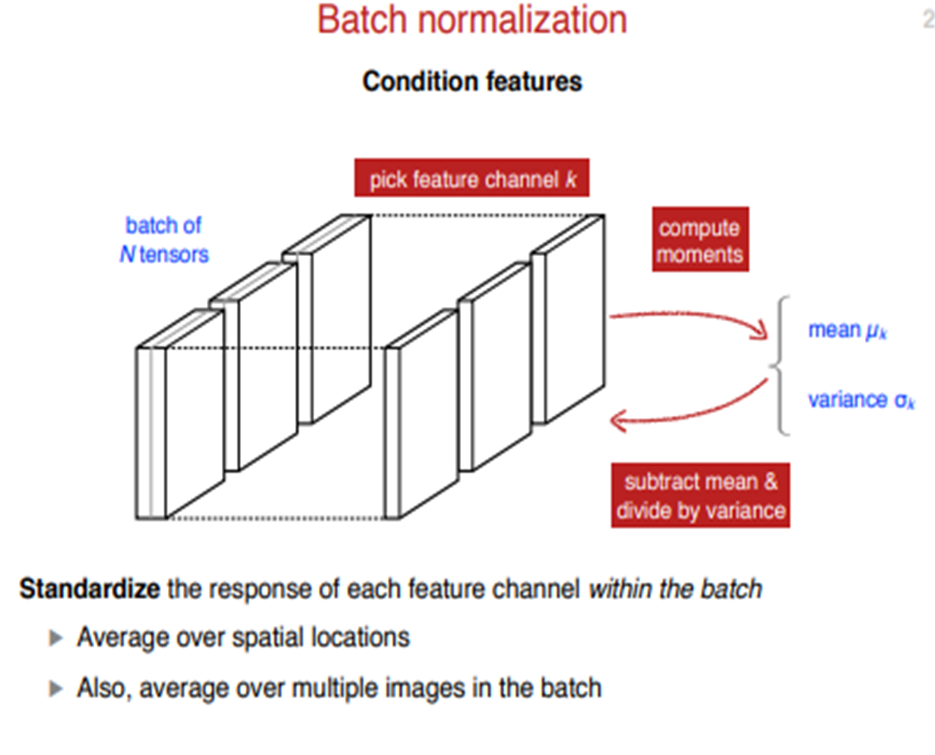 Batch normalization
2
Condition features
pick feature channel k
batch of
N tensors
compute
moments
mean μk
variance σk
subtract mean &
divide by variance
Standardize the response of each feature channel within the batch
▶ Average over spatial locations
▶ Also, average over multiple images in the batch